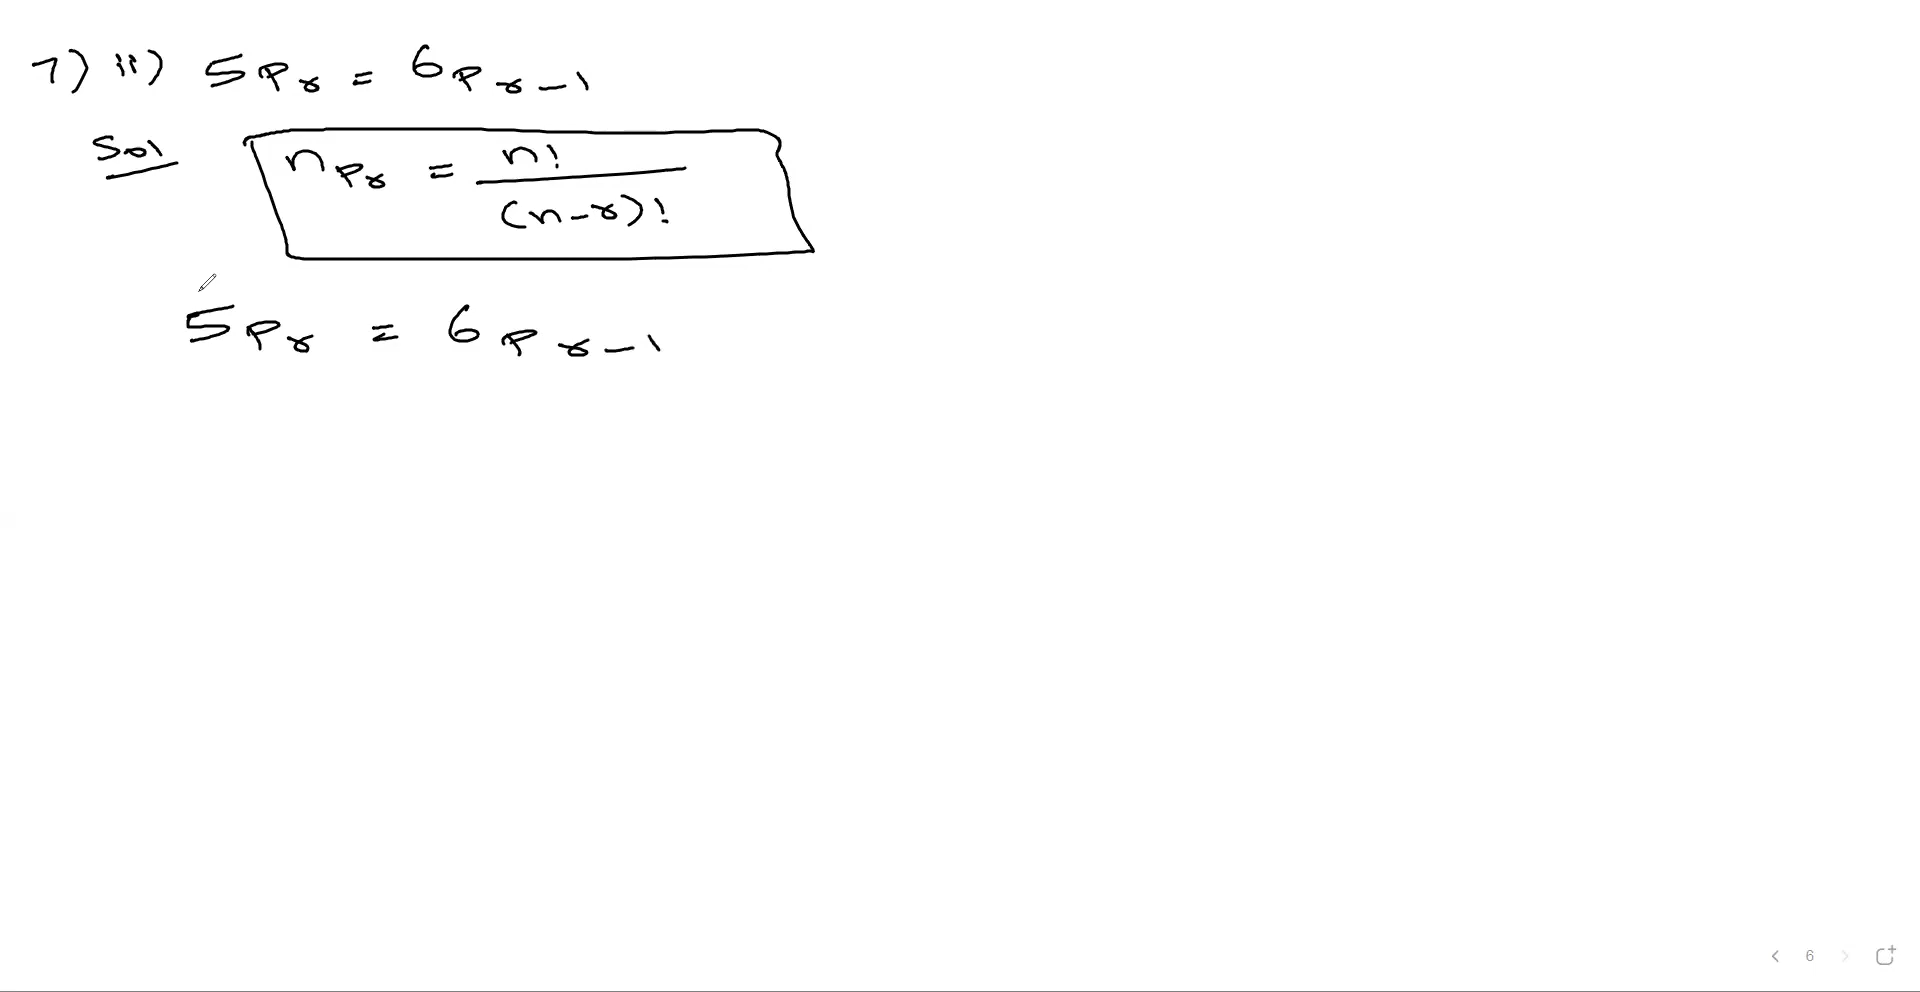 7) ii) 5Pr = 6Pr-1
Sol
nPr = n! / (n-r)!
5Pr = 6Pr-1
6